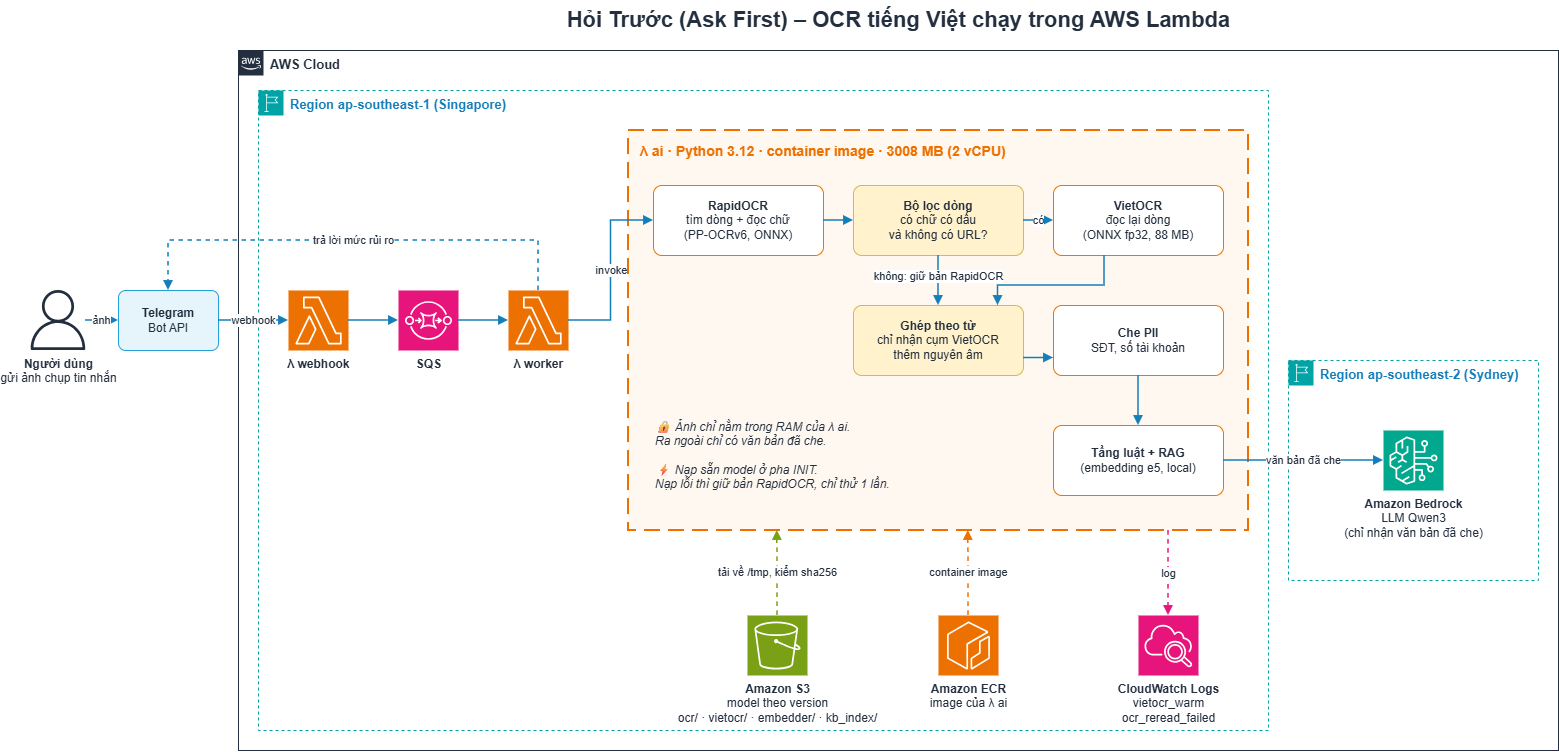 Hỏi Trước (Ask First) – OCR tiếng Việt chạy trong AWS Lambda
aws
AWS Cloud
Region ap-southeast-1 (Singapore)
λ ai · Python 3.12 · container image · 3008 MB (2 vCPU)
RapidOCR
tìm dòng + đọc chữ
(PP-OCRv6, ONNX)
Bộ lọc dòng
có chữ có dấu
và không có URL?
có
VietOCR
đọc lại dòng
(ONNX fp32, 88 MB)
trả lời mức rủi ro
invoke
không: giữ bản RapidOCR
Người dùng
gửi ảnh chụp tin nhắn
ảnh
Telegram
Bot API
webhook
λ webhook
SQS
λ worker
Ghép theo từ
chỉ nhận cụm VietOCR
thêm nguyên âm
Che PII
SĐT, số tài khoản
Ảnh chỉ nằm trong RAM của λ ai.
Ra ngoài chỉ có văn bản đã che.
Nạp sẵn model ở pha INIT.
Nạp lỗi thì giữ bản RapidOCR, chỉ thử 1 lần.
Tầng luật + RAG
(embedding e5, local)
văn bản đã che
Region ap-southeast-2 (Sydney)
Amazon Bedrock
LLM Qwen3
(chỉ nhận văn bản đã che)
tải về /tmp, kiểm sha256
container image
log
Amazon S3
model theo version
ocr/ · vietocr/ · embedder/ · kb_index/
Amazon ECR
image của λ ai
CloudWatch Logs
vietocr_warm
ocr_reread_failed